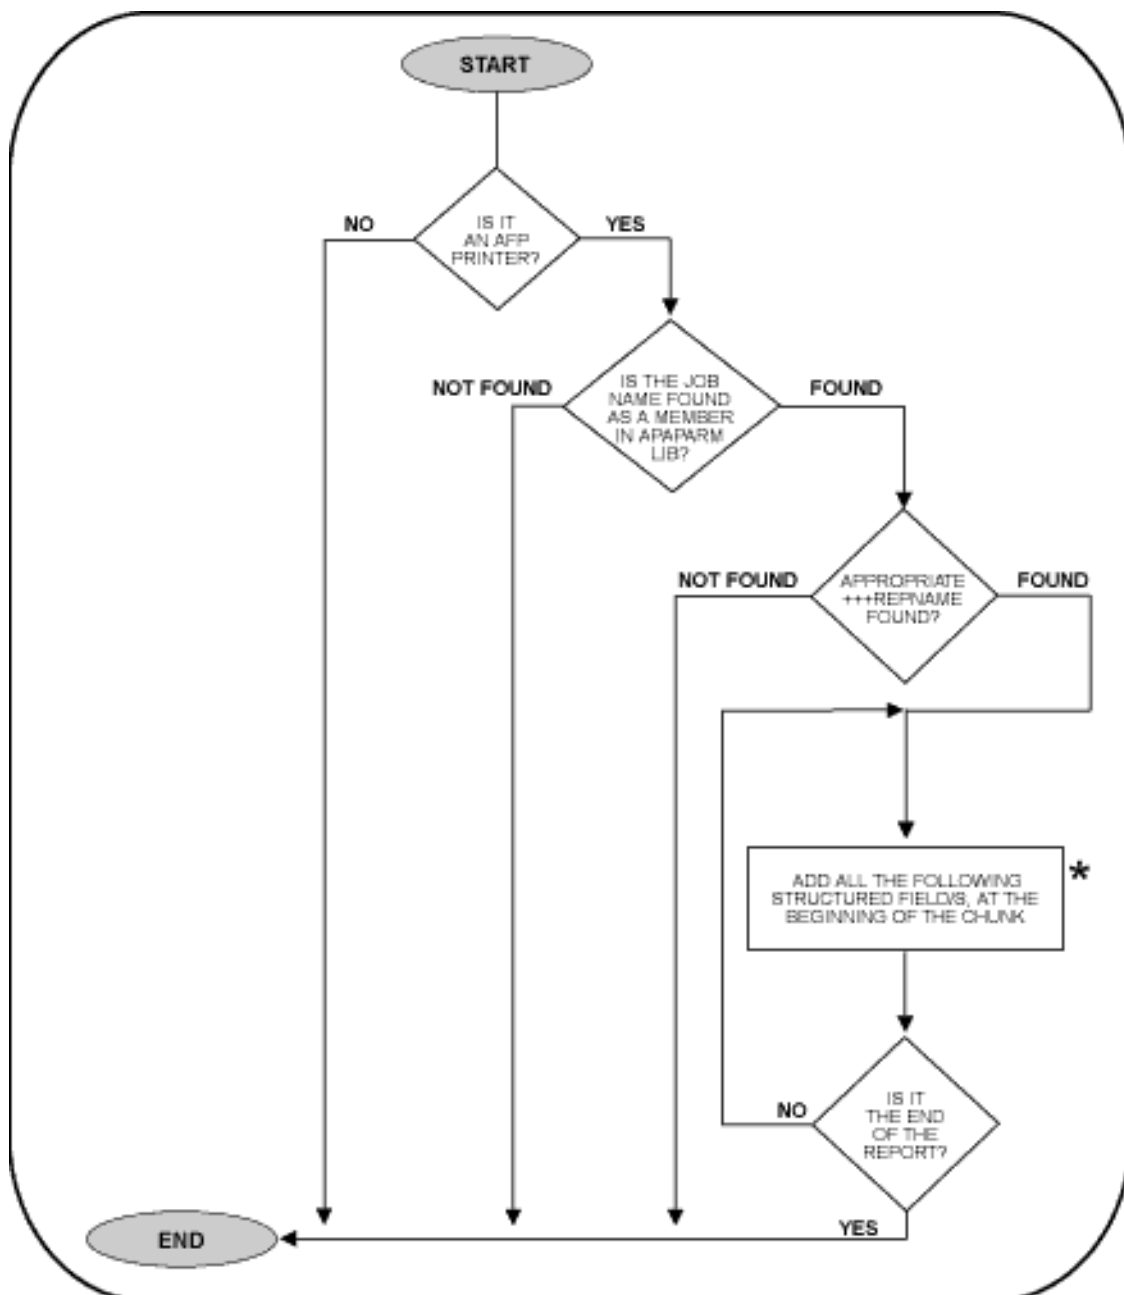 START
NO
IS IT
AN AFP
PRINTER?
YES
NOT FOUND
IS THE JOB
NAME FOUND
AS A MEMBER
IN APAPARM
LIB?
FOUND
NOT FOUND
APPROPRIATE
+++REPNAME
FOUND?
FOUND
ADD ALL THE FOLLOWING
STRUCTURED FIELD/S, AT THE
BEGINNING OF THE CHUNK
*
NO
IS IT
THE END
OF THE
REPORT?
YES
END